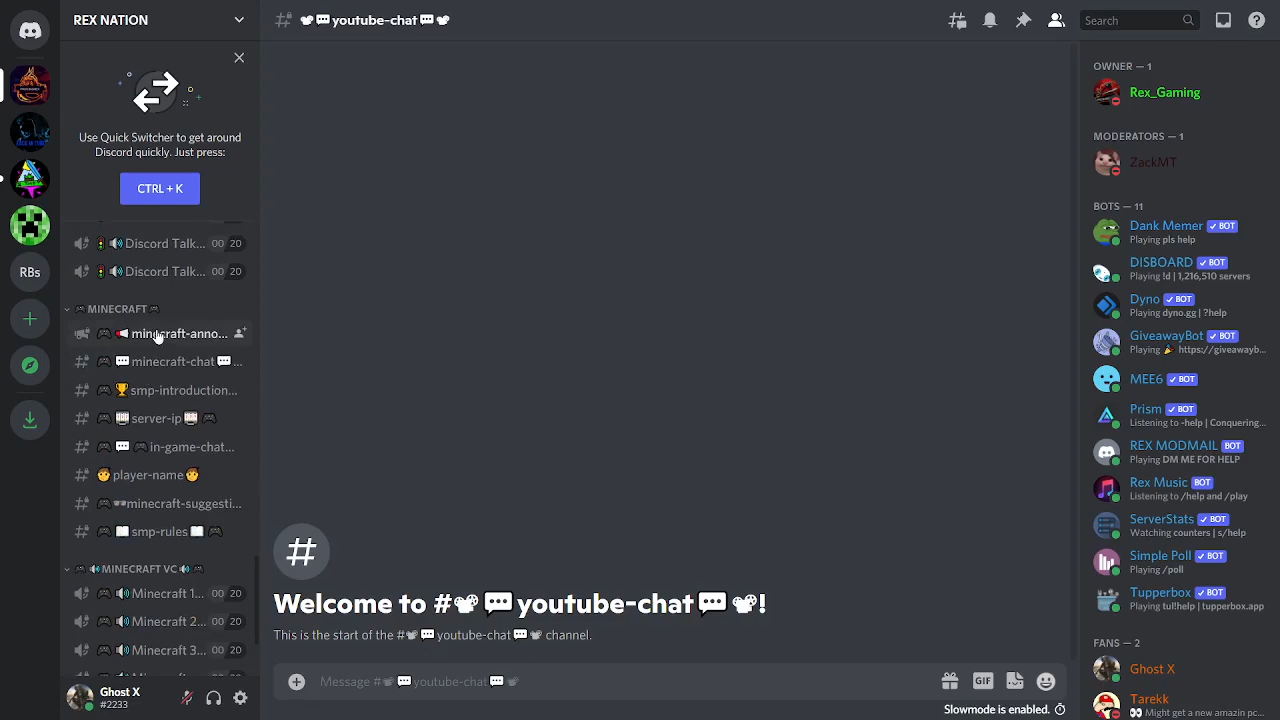 REX NATION
Use Quick Switcher to get around
Discord quickly. Just press:
CTRL + K
Discord Talk... 00 20
Discord Talk... 00 20
MINECRAFT
minecraft-anno...
minecraft-chat ...
smp-introduction...
server-ip
in-game-chat...
player-name
minecraft-suggesti...
smp-rules
MINECRAFT VC
Minecraft 1... 00 20
Minecraft 2... 00 20
Minecraft 3... 00 20
Ghost X
#2233
RBs
youtube-chat
Search
Welcome to #📽💬youtube-chat💬📽!
This is the start of the #📽💬youtube-chat💬📽 channel.
Message #📽💬youtube-chat💬📽
GIF
Slowmode is enabled.
OWNER — 1
Rex_Gaming
MODERATORS — 1
ZackMT
BOTS — 11
Dank Memer ✓ BOT
Playing pls help
DISBOARD ✓ BOT
Playing !d | 1,216,510 servers
Dyno ✓ BOT
Playing dyno.gg | ?help
GiveawayBot ✓ BOT
Playing 🎉 https://giveawayb...
MEE6 ✓ BOT
Prism ✓ BOT
Listening to -help | Conquering...
REX MODMAIL BOT
Playing DM ME FOR HELP
Rex Music BOT
Listening to /help and /play
ServerStats ✓ BOT
Watching counters | s/help
Simple Poll ✓ BOT
Playing /poll
Tupperbox ✓ BOT
Playing tul!help | tupperbox.app
FANS — 2
Ghost X
Tarekk
👀 Might get a new amazin pc...